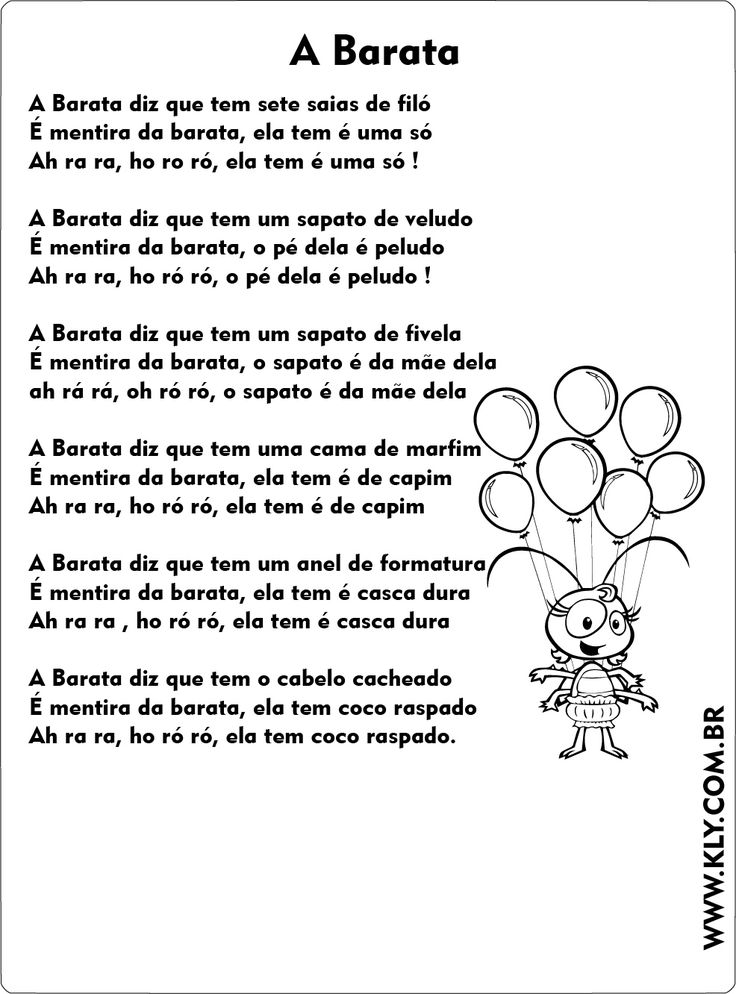 A Barata
A Barata diz que tem sete saias de filó
É mentira da barata, ela tem é uma só
Ah ra ra, ho ro ró, ela tem é uma só !
A Barata diz que tem um sapato de veludo
É mentira da barata, o pé dela é peludo
Ah ra ra, ho ró ró, o pé dela é peludo !
A Barata diz que tem um sapato de fivela
É mentira da barata, o sapato é da mãe dela
ah rá rá, oh ró ró, o sapato é da mãe dela
A Barata diz que tem uma cama de marfim
É mentira da barata, ela tem é de capim
Ah ra ra, ho ró ró, ela tem é de capim
A Barata diz que tem um anel de formatura
É mentira da barata, ela tem é casca dura
Ah ra ra , ho ró ró, ela tem é casca dura
A Barata diz que tem o cabelo cacheado
É mentira da barata, ela tem coco raspado
Ah ra ra, ho ró ró, ela tem coco raspado.
WWW.KLY.COM.BR